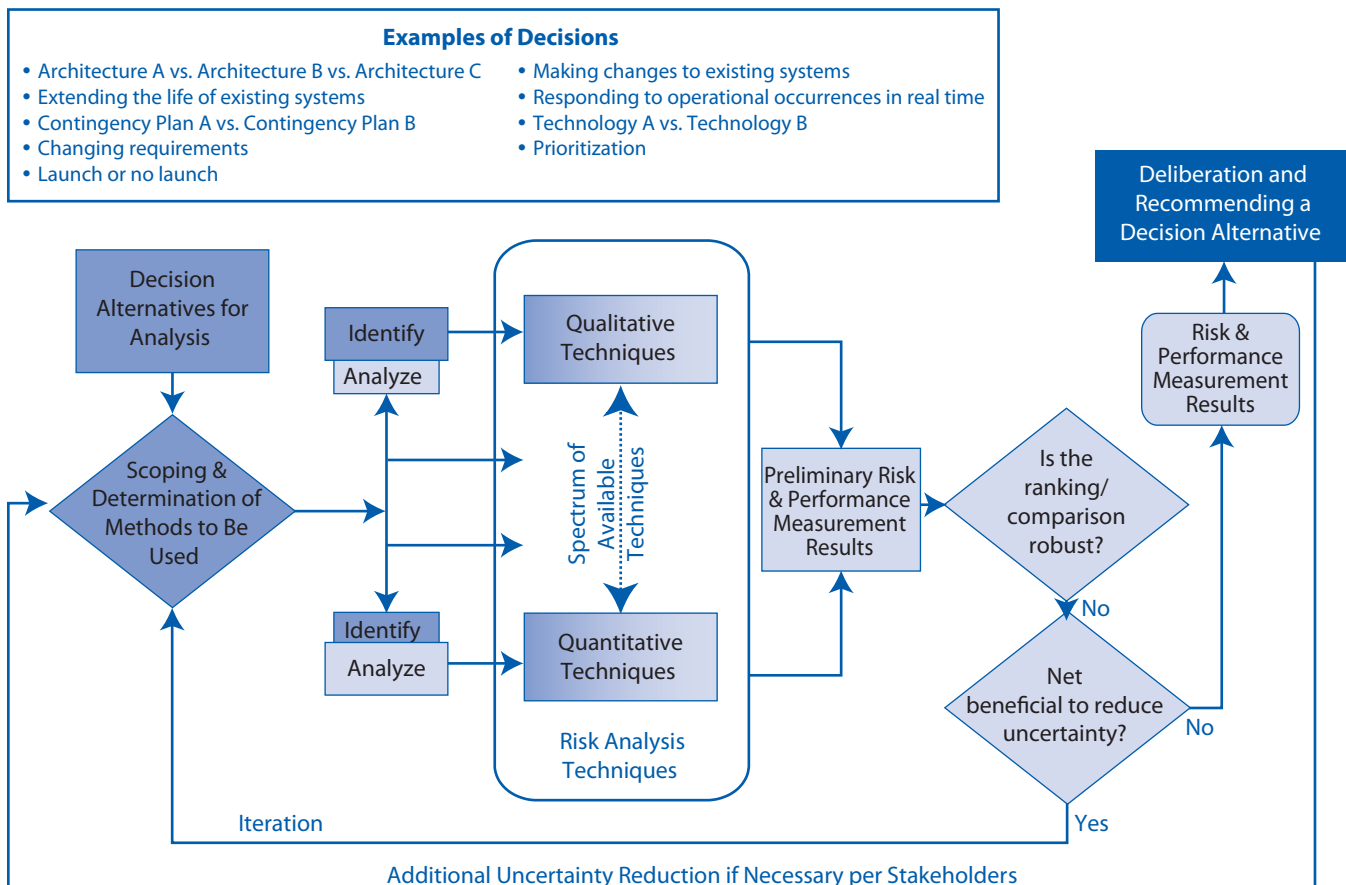 Examples of Decisions
• Architecture A vs. Architecture B vs. Architecture C
• Extending the life of existing systems
• Contingency Plan A vs. Contingency Plan B
• Changing requirements
• Launch or no launch
• Making changes to existing systems
• Responding to operational occurrences in real time
• Technology A vs. Technology B
• Prioritization
Deliberation and
Recommending a
Decision Alternative
Decision
Alternatives for
Analysis
Scoping &
Determination of
Methods to Be
Used
Identify
Analyze
Identify
Analyze
Qualitative
Techniques
Spectrum of
Available
Techniques
Quantitative
Techniques
Risk Analysis
Techniques
Preliminary Risk
& Performance
Measurement
Results
Is the
ranking/
comparison
robust?
No
Net
beneficial to reduce
uncertainty?
No
Yes
Risk &
Performance
Measurement
Results
Iteration
Additional Uncertainty Reduction if Necessary per Stakeholders